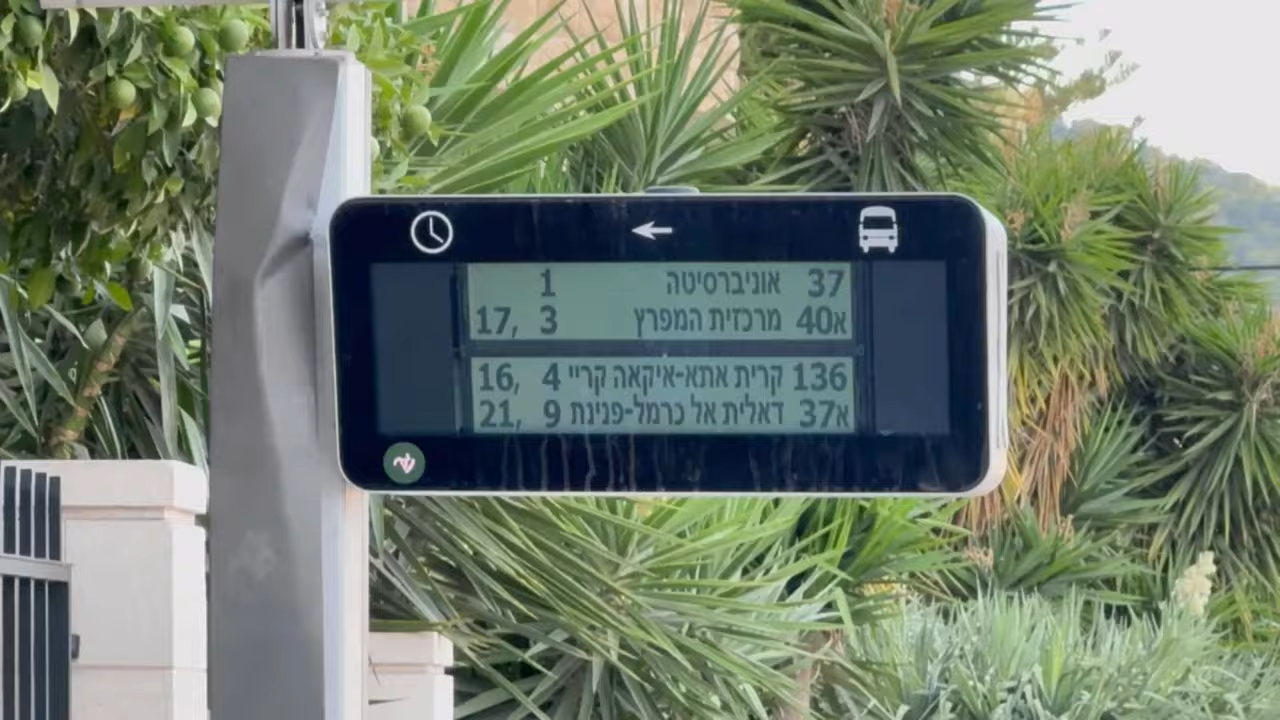 37 אוניברסיטה 1
40א מרכזית המפרץ 3 ,17
136 קרית אתא-איקאה קריי 4 ,16
37א דאלית אל כרמל-פנינת 9 ,21